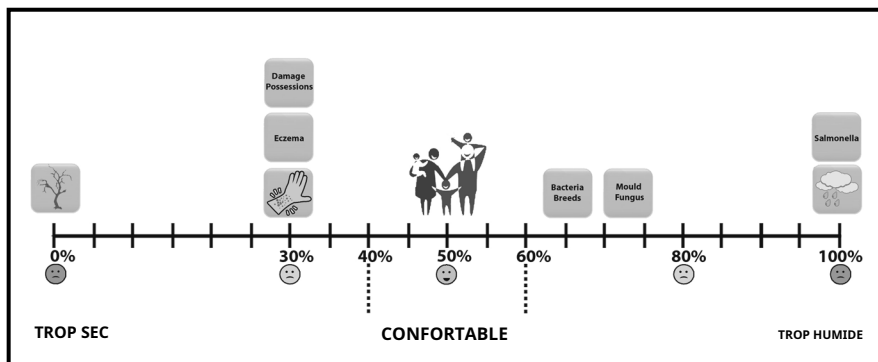 Damage
Possessions
Eczema
Salmonella
Bacteria
Breeds
Mould
Fungus
0% 30% 40% 50% 60% 80% 100%
TROP SEC CONFORTABLE TROP HUMIDE